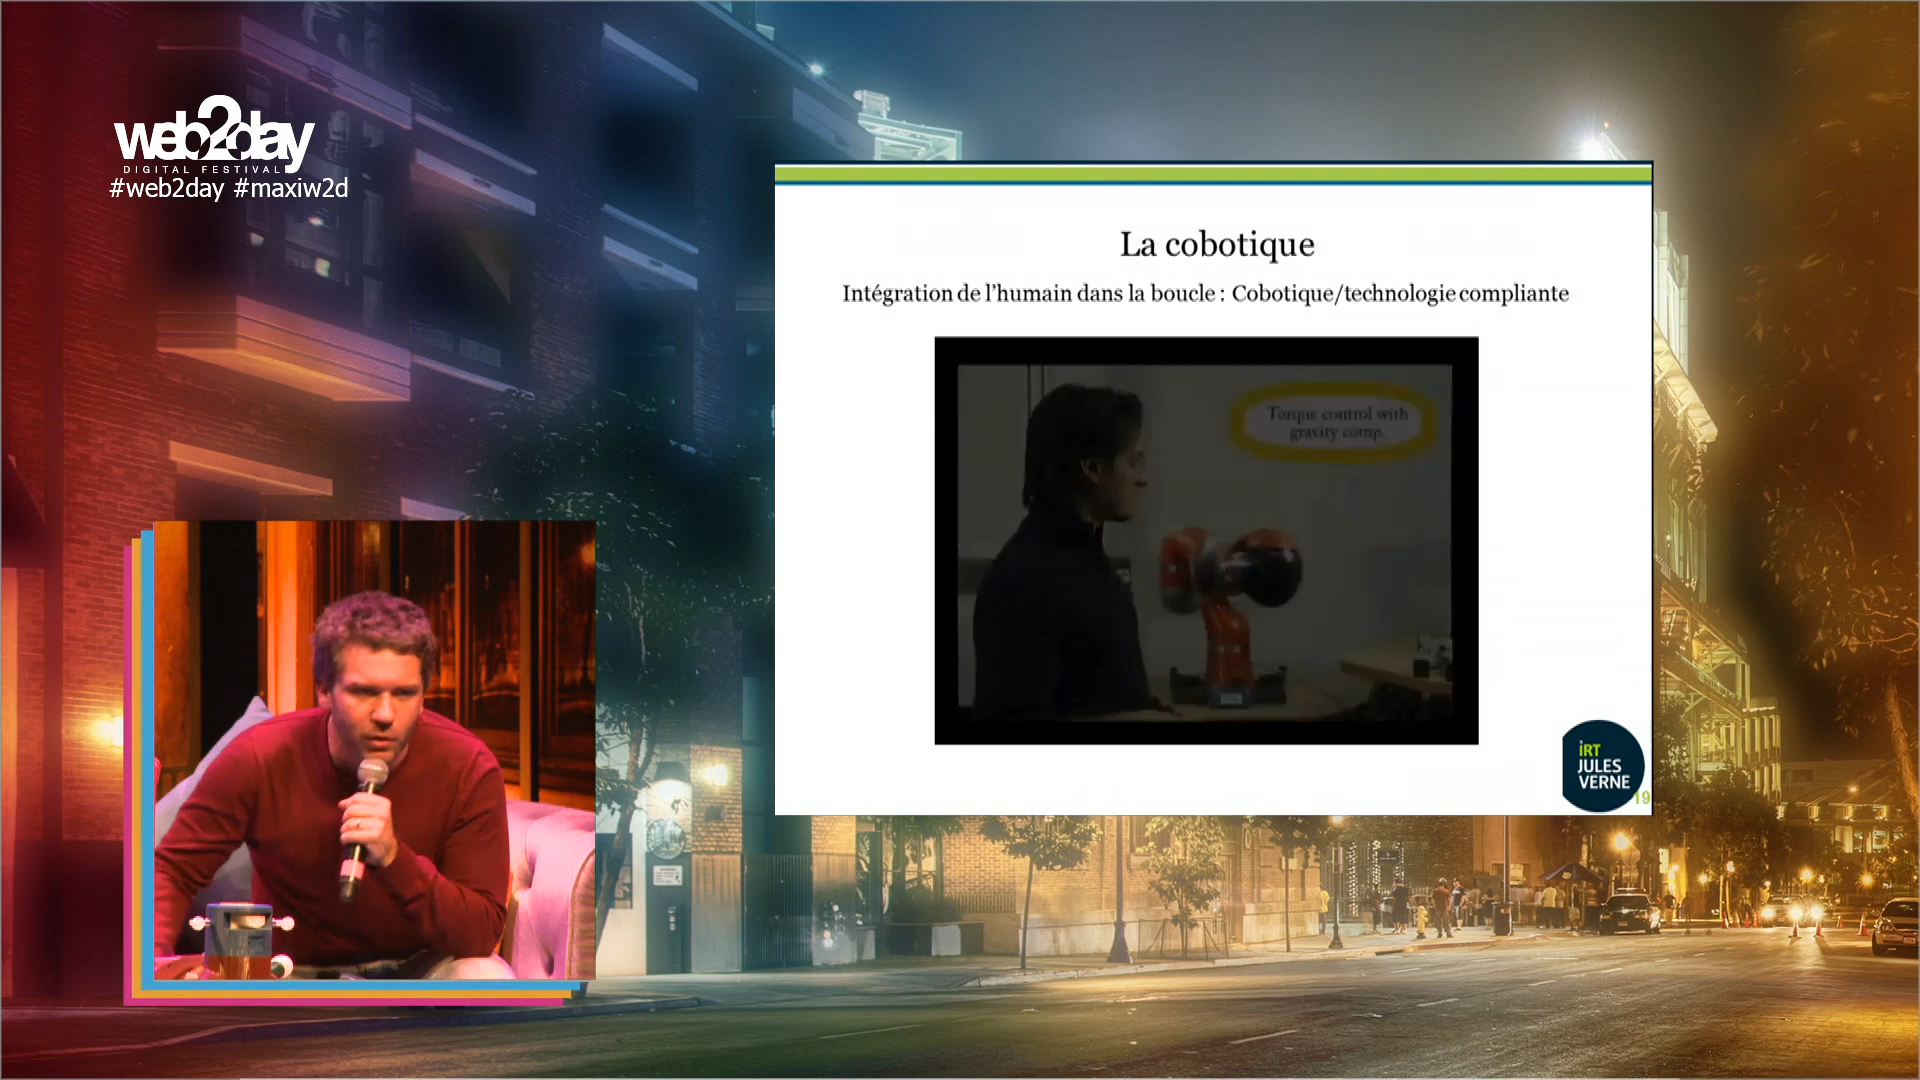 web2day
DIGITAL FESTIVAL
#web2day #maxiw2d
La cobotique
Intégration de l'humain dans la boucle : Cobotique/technologie compliante
Torque control with
gravity comp.
iRT
JULES
VERNE
19